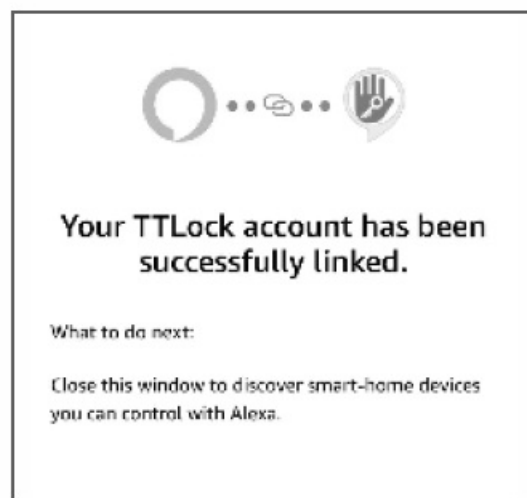 Your TTLock account has been
successfully linked.
What to do next:
Close this window to discover smart-home devices
you can control with Alexa.